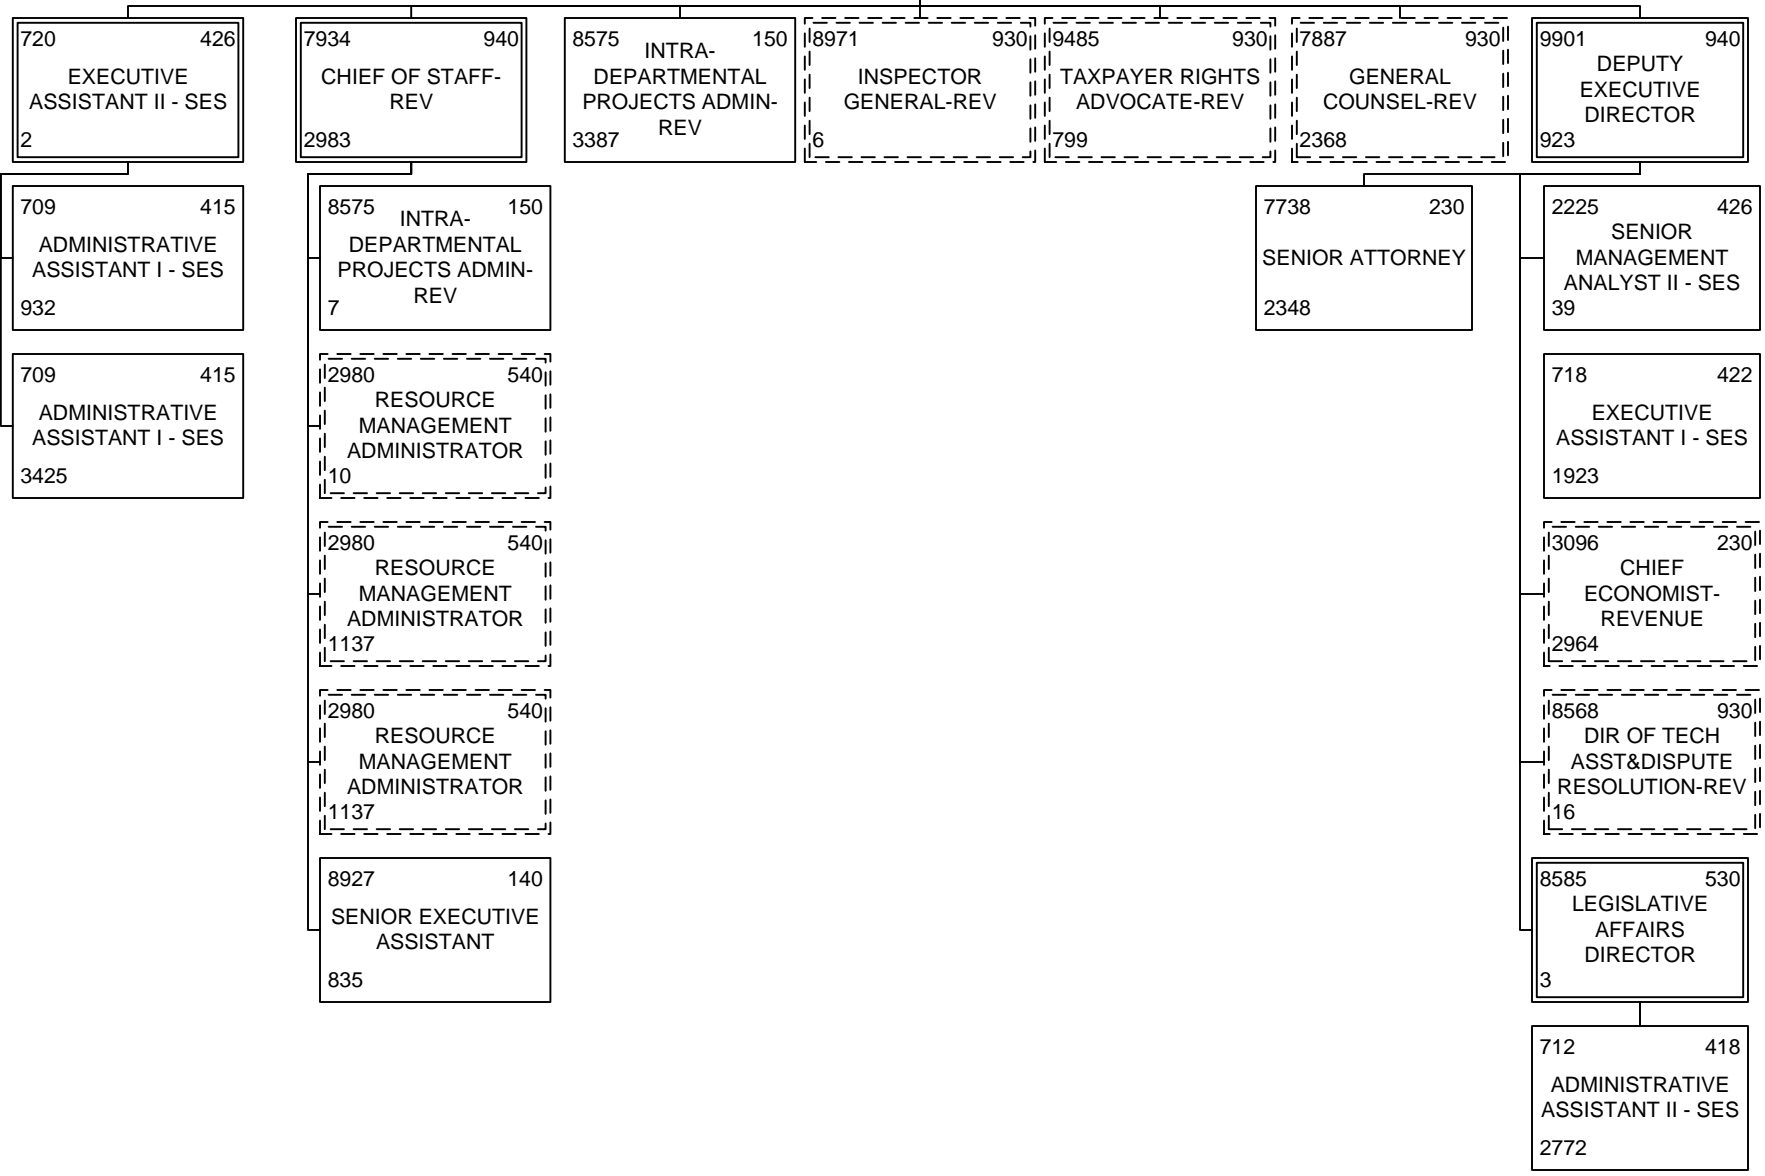 720 426
EXECUTIVE
ASSISTANT II - SES
2
7934 940
CHIEF OF STAFF-
REV
2983
8575 150
INTRA-
DEPARTMENTAL
PROJECTS ADMIN-
REV
3387
8971 930
INSPECTOR
GENERAL-REV
6
9485 930
TAXPAYER RIGHTS
ADVOCATE-REV
799
7887 930
GENERAL
COUNSEL-REV
2368
9901 940
DEPUTY
EXECUTIVE
DIRECTOR
923
709 415
ADMINISTRATIVE
ASSISTANT I - SES
932
709 415
ADMINISTRATIVE
ASSISTANT I - SES
3425
8575 150
INTRA-
DEPARTMENTAL
PROJECTS ADMIN-
REV
7
2980 540
RESOURCE
MANAGEMENT
ADMINISTRATOR
10
2980 540
RESOURCE
MANAGEMENT
ADMINISTRATOR
1137
2980 540
RESOURCE
MANAGEMENT
ADMINISTRATOR
1137
8927 140
SENIOR EXECUTIVE
ASSISTANT
835
7738 230
SENIOR ATTORNEY
2348
2225 426
SENIOR
MANAGEMENT
ANALYST II - SES
39
718 422
EXECUTIVE
ASSISTANT I - SES
1923
3096 230
CHIEF
ECONOMIST-
REVENUE
2964
8568 930
DIR OF TECH
ASST&DISPUTE
RESOLUTION-REV
16
8585 530
LEGISLATIVE
AFFAIRS
DIRECTOR
3
712 418
ADMINISTRATIVE
ASSISTANT II - SES
2772